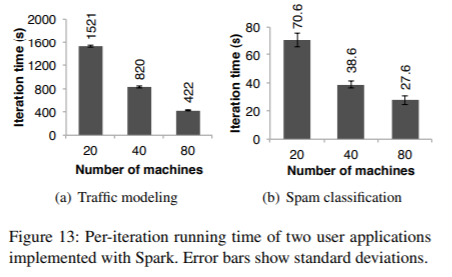 Iteration time (s)
2000
1600
1200
800
400
0
1521
820
422
20 40 80
Number of machines
(a) Traffic modeling
Iteration time (s)
80
60
40
20
0
70.6
38.6
27.6
20 40 80
Number of machines
(b) Spam classification
Figure 13: Per-iteration running time of two user applications
implemented with Spark. Error bars show standard deviations.